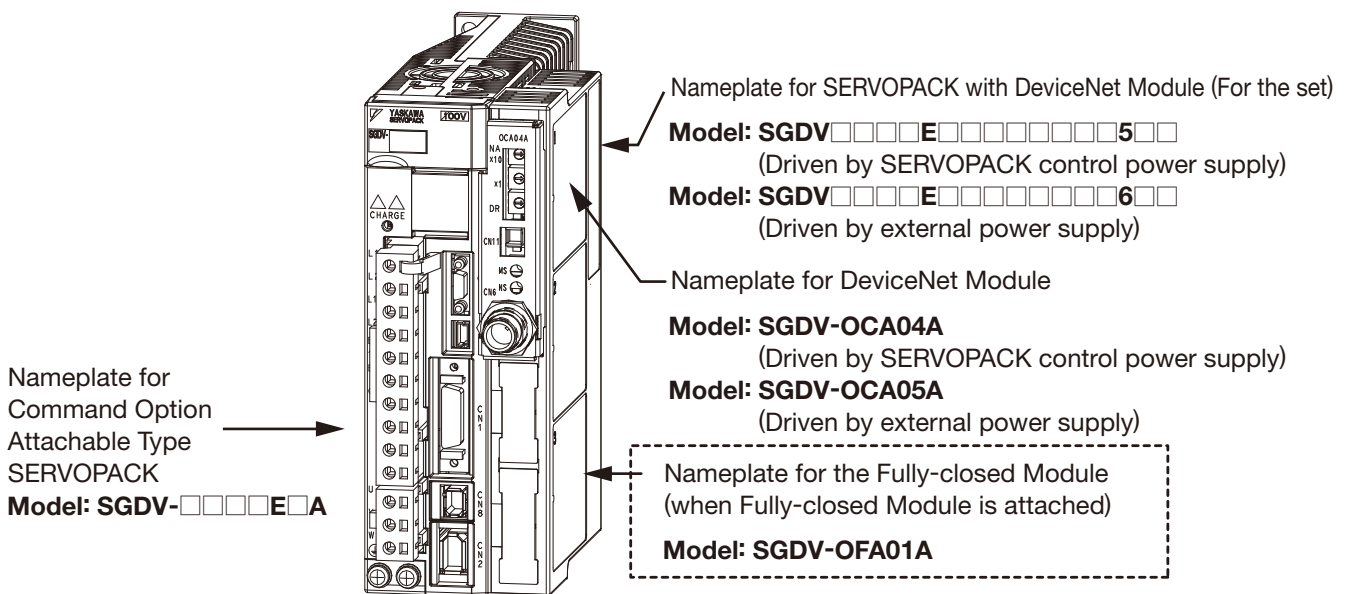 Nameplate for SERVOPACK with DeviceNet Module (For the set)
Model: SGDV□□□□E□□□□□□□□5□□
(Driven by SERVOPACK control power supply)
Model: SGDV□□□□E□□□□□□□□6□□
(Driven by external power supply)
Nameplate for DeviceNet Module
Model: SGDV-OCA04A
(Driven by SERVOPACK control power supply)
Model: SGDV-OCA05A
(Driven by external power supply)
Nameplate for the Fully-closed Module
(when Fully-closed Module is attached)
Model: SGDV-OFA01A
Nameplate for
Command Option
Attachable Type
SERVOPACK
Model: SGDV-□□□□E□A
YASKAWA
SERVOPACK
SGDV-
CHARGE
OCA04A
NA
X10
X1
DR
CN11
MS
NS
CN6
CN1
CN8
CN2
L1
L2
U
W